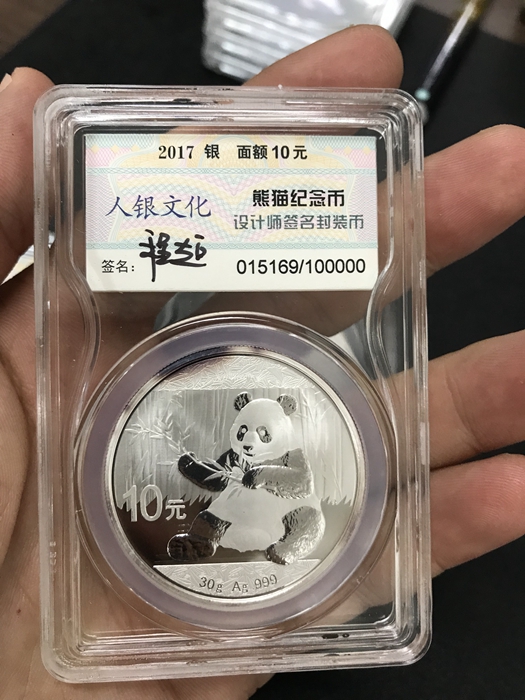 2017 银 面额10元
人银文化
熊猫纪念币
设计师签名封装币
签名:
015169/100000
10元
30g Ag 999